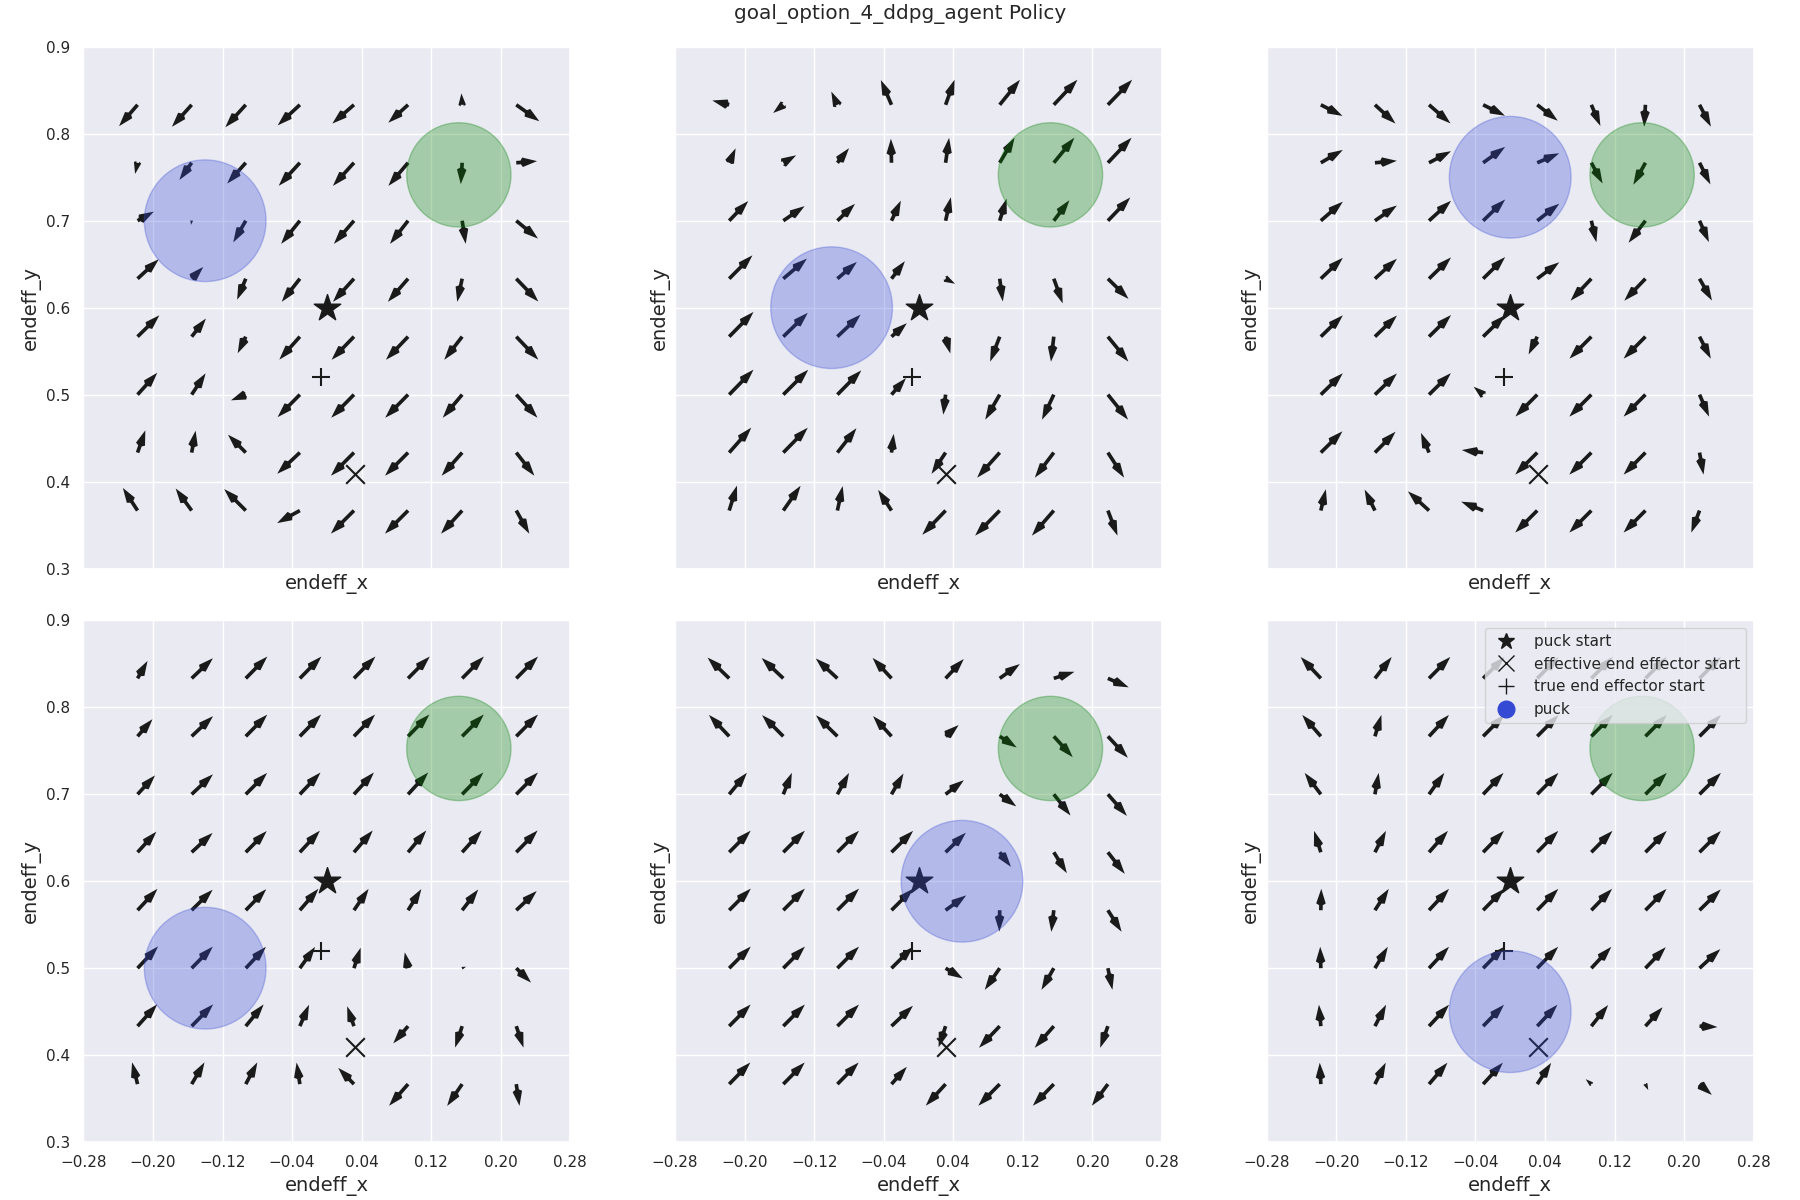 goal_option_4_ddpg_agent Policy
0.9
0.8
0.7
0.6
0.5
0.4
0.3
endeff_y
endeff_x
endeff_y
endeff_x
endeff_y
endeff_x
0.9
0.8
0.7
0.6
0.5
0.4
0.3
endeff_y
−0.28 −0.20 −0.12 −0.04 0.04 0.12 0.20 0.28
endeff_x
endeff_y
−0.28 −0.20 −0.12 −0.04 0.04 0.12 0.20 0.28
endeff_x
puck start
effective end effector start
true end effector start
puck
endeff_y
−0.28 −0.20 −0.12 −0.04 0.04 0.12 0.20 0.28
endeff_x